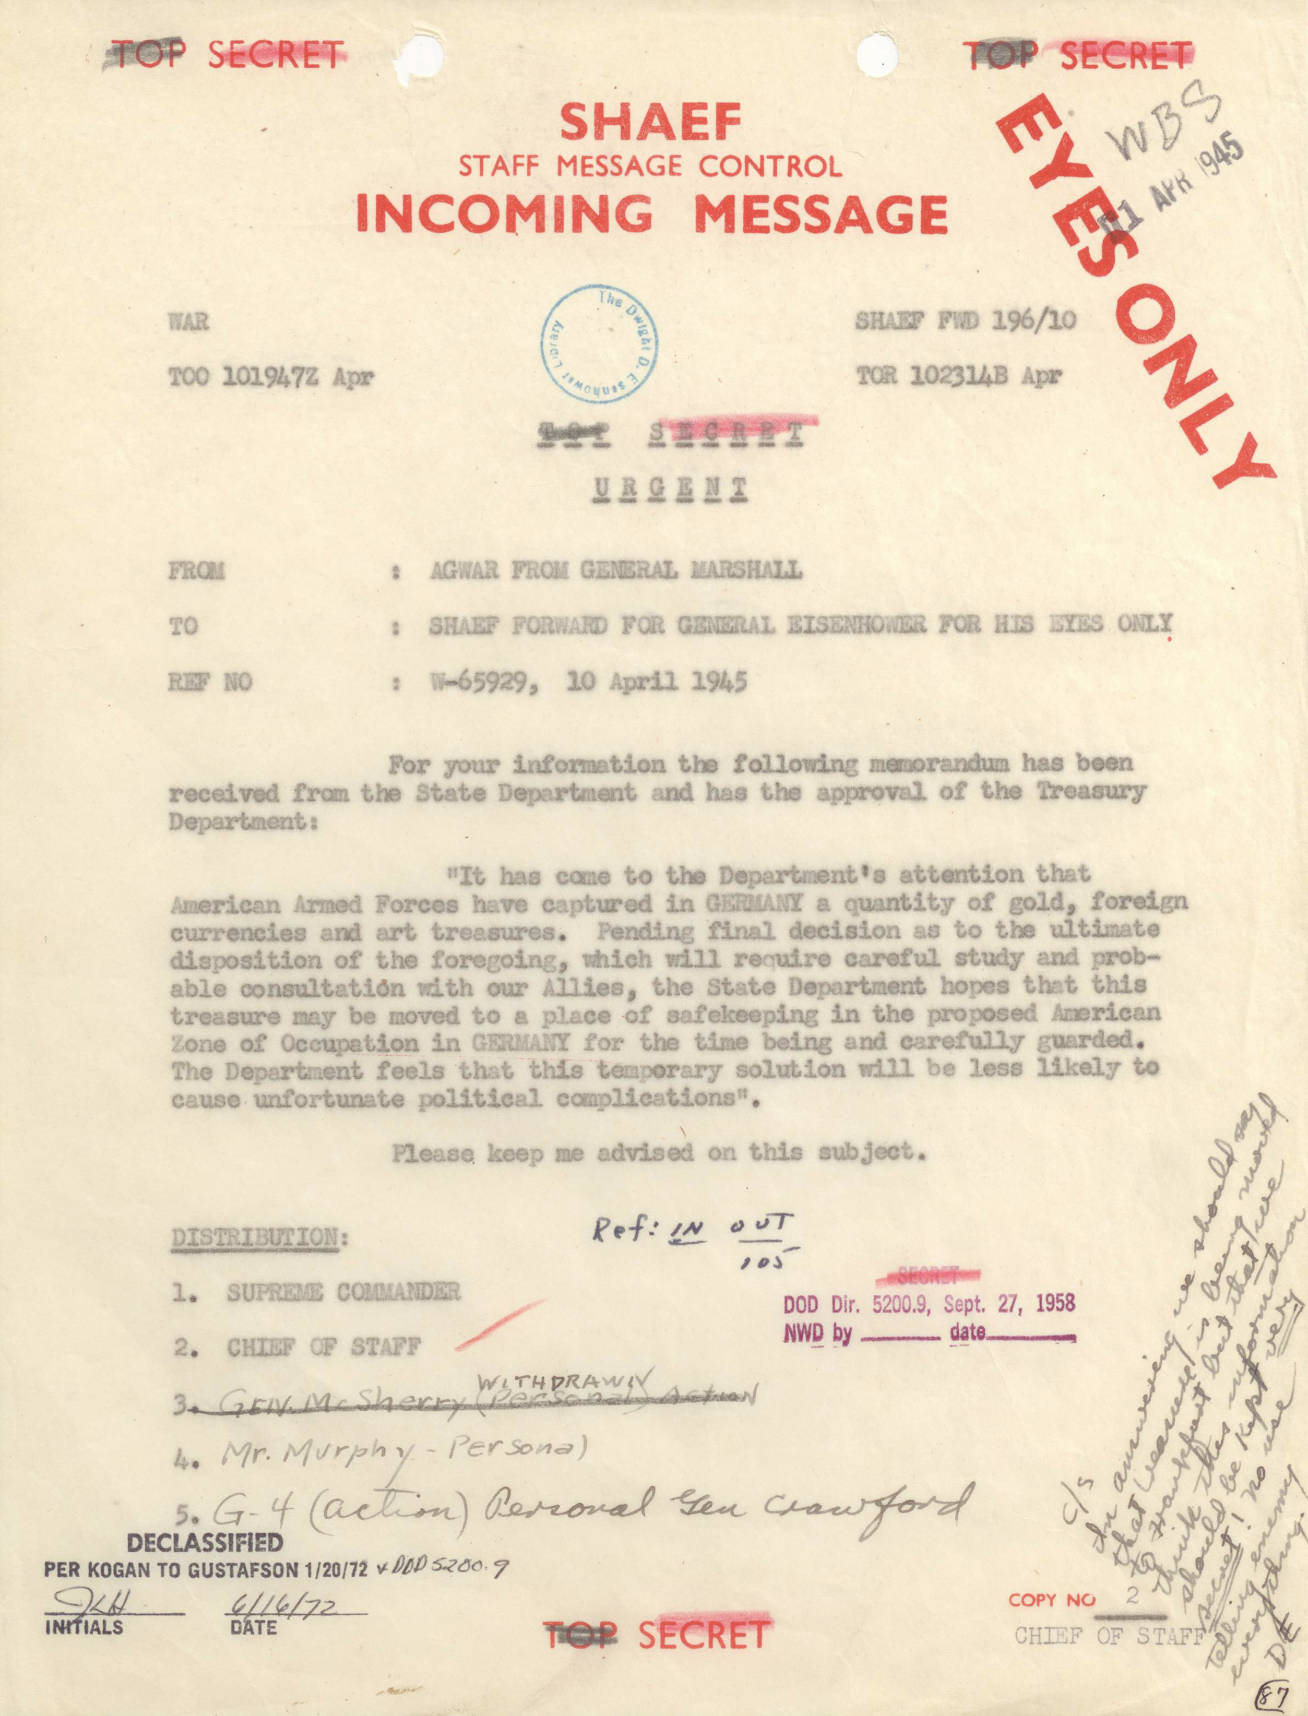 TOP SECRET TOP SECRET
SHAEF
STAFF MESSAGE CONTROL
INCOMING MESSAGE
EYES ONLY
WBS
APR 1945
The Dwight D. Eisenhower Library
WAR SHAEF FWD 196/10
TOO 101947Z Apr TOR 102314B Apr
TOP SECRET
URGENT
FROM : AGWAR FROM GENERAL MARSHALL
TO : SHAEF FORWARD FOR GENERAL EISENHOWER FOR HIS EYES ONLY
REF NO : W-65929, 10 April 1945
For your information the following memorandum has been
received from the State Department and has the approval of the Treasury
Department:
"It has come to the Department's attention that
American Armed Forces have captured in GERMANY a quantity of gold, foreign
currencies and art treasures. Pending final decision as to the ultimate
disposition of the foregoing, which will require careful study and prob-
able consultation with our Allies, the State Department hopes that this
treasure may be moved to a place of safekeeping in the proposed American
Zone of Occupation in GERMANY for the time being and carefully guarded.
The Department feels that this temporary solution will be less likely to
cause unfortunate political complications".
Please keep me advised on this subject.
DISTRIBUTION:
Ref: IN OUT
105
1. SUPREME COMMANDER
2. CHIEF OF STAFF
WITHDRAWN
3. GEN. McSherry (Personal) Action
4. Mr. Murphy - Personal
5. G-4 (action) Personal Gen Crawford
SECRET
DOD Dir. 5200.9, Sept. 27, 1958
NWD by date
DECLASSIFIED
PER KOGAN TO GUSTAFSON 1/20/72 + DOD 5200.9
6/16/72
INITIALS DATE
TOP SECRET
COPY NO 2
CHIEF OF STAFF
c/s
In answering we should say
that treasure is being moved
to Frankfurt but that we
think this information
should be kept very
secret! No use
telling enemy
everything.
DE
87